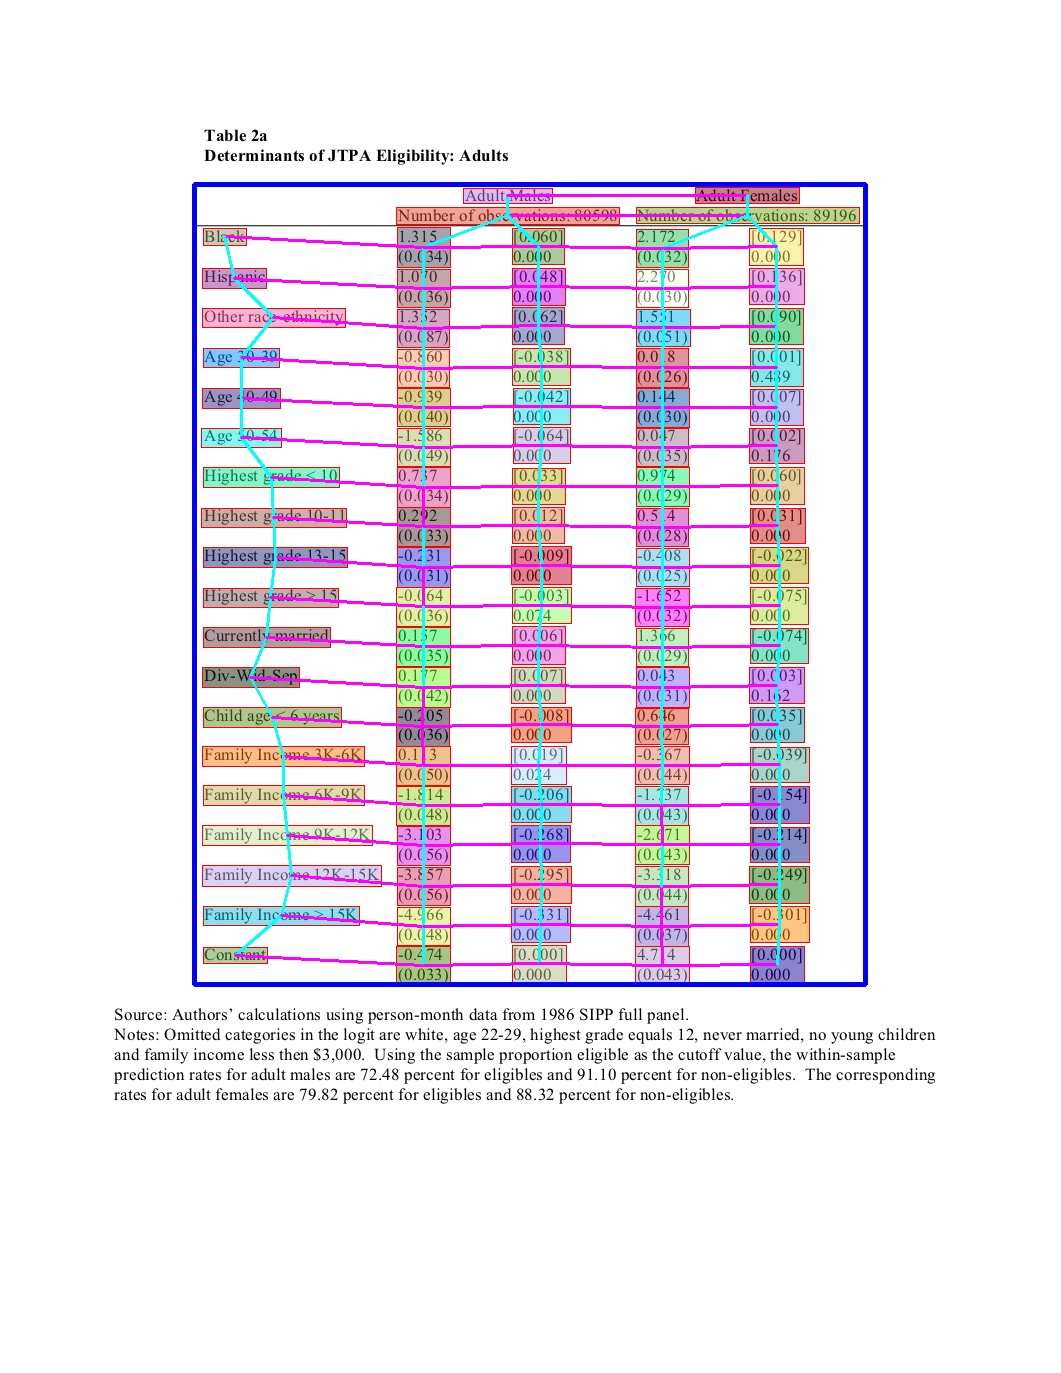 Table 2a
Determinants of JTPA Eligibility: Adults
Adult Males Adult Females
Number of observations: 80598 Number of observations: 89196
Black 1.315 [0.060] 2.172 [0.129]
(0.034) 0.000 (0.032) 0.000
Hispanic 1.070 [0.048] 2.270 [0.136]
(0.036) 0.000 (0.030) 0.000
Other race-ethnicity 1.352 [0.062] 1.551 [0.090]
(0.087) 0.000 (0.051) 0.000
Age 30-39 -0.860 [-0.038] 0.018 [0.001]
(0.030) 0.000 (0.026) 0.489
Age 40-49 -0.939 [-0.042] 0.144 [0.007]
(0.040) 0.000 (0.030) 0.000
Age 50-54 -1.586 [-0.064] 0.047 [0.002]
(0.049) 0.000 (0.035) 0.176
Highest grade < 10 0.737 [0.033] 0.974 [0.060]
(0.034) 0.000 (0.029) 0.000
Highest grade 10-11 0.292 [0.012] 0.514 [0.031]
(0.033) 0.000 (0.028) 0.000
Highest grade 13-15 -0.231 [-0.009] -0.408 [-0.022]
(0.031) 0.000 (0.025) 0.000
Highest grade > 15 -0.064 [-0.003] -1.652 [-0.075]
(0.036) 0.074 (0.032) 0.000
Currently married 0.157 [0.006] 1.366 [-0.074]
(0.035) 0.000 (0.029) 0.000
Div-Wid-Sep 0.177 [0.007] 0.043 [0.003]
(0.042) 0.000 (0.031) 0.162
Child age < 6 years -0.205 [-0.008] 0.646 [0.035]
(0.036) 0.000 (0.027) 0.000
Family Income 3K-6K 0.113 [0.019] -0.367 [-0.039]
(0.050) 0.024 (0.044) 0.000
Family Income 6K-9K -1.814 [-0.206] -1.737 [-0.154]
(0.048) 0.000 (0.043) 0.000
Family Income 9K-12K -3.103 [-0.268] -2.671 [-0.214]
(0.056) 0.000 (0.043) 0.000
Family Income 12K-15K -3.857 [-0.295] -3.318 [-0.249]
(0.056) 0.000 (0.044) 0.000
Family Income > 15K -4.966 [-0.331] -4.461 [-0.301]
(0.048) 0.000 (0.037) 0.000
Constant -0.474 [0.000] 4.714 [0.000]
(0.033) 0.000 (0.043) 0.000
Source: Authors’ calculations using person-month data from 1986 SIPP full panel.
Notes: Omitted categories in the logit are white, age 22-29, highest grade equals 12, never married, no young children
and family income less then $3,000. Using the sample proportion eligible as the cutoff value, the within-sample
prediction rates for adult males are 72.48 percent for eligibles and 91.10 percent for non-eligibles. The corresponding
rates for adult females are 79.82 percent for eligibles and 88.32 percent for non-eligibles.